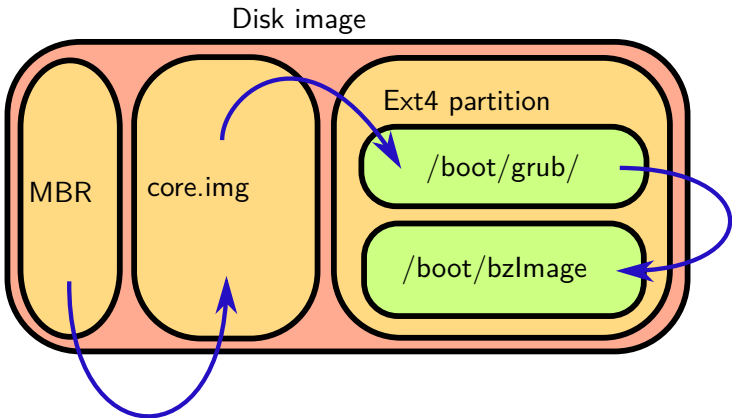 Disk image
MBR
core.img
Ext4 partition
/boot/grub/
/boot/bzImage